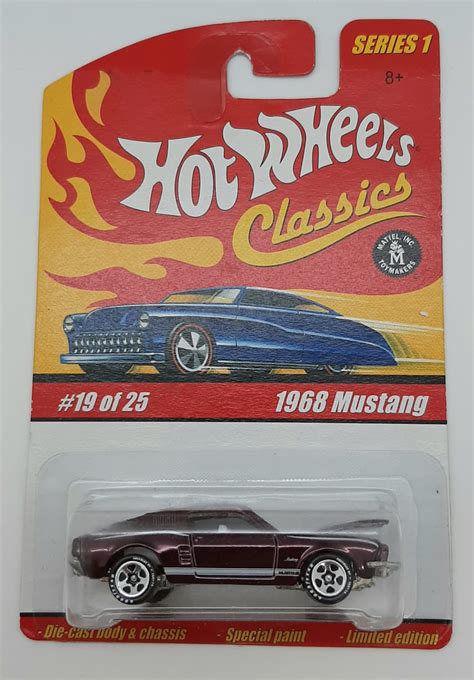 SERIES 1
8+
Hot Wheels
Classics
MATTEL, INC.
M
TOYMAKERS
#19 of 25
1968 Mustang
Die-cast body & chassis • Special paint • Limited edition